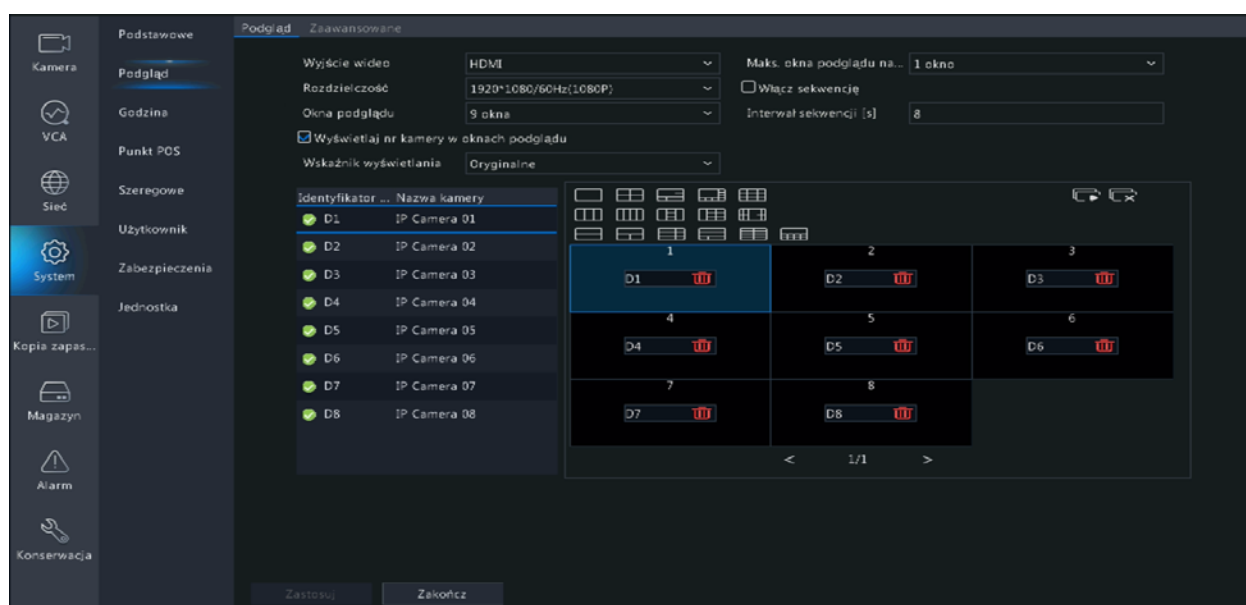 Kamera
VCA
Sieć
System
Kopia zapas...
Magazyn
Alarm
Konserwacja
Podstawowe
Podgląd
Godzina
Punkt POS
Szeregowe
Użytkownik
Zabezpieczenia
Jednostka
Podgląd Zaawansowane
Wyjście wideo HDMI Maks. okna podglądu na... 1 okno
Rozdzielczość 1920*1080/60Hz(1080P) Włącz sekwencję
Okna podglądu 9 okna Interwał sekwencji [s] 8
Wyświetlaj nr kamery w oknach podglądu
Wskaźnik wyświetlania Oryginalne
Identyfikator ... Nazwa kamery
D1 IP Camera 01
D2 IP Camera 02
D3 IP Camera 03
D4 IP Camera 04
D5 IP Camera 05
D6 IP Camera 06
D7 IP Camera 07
D8 IP Camera 08
1 2 3
D1 D2 D3
4 5 6
D4 D5 D6
7 8
D7 D8
< 1/1 >
Zastosuj Zakończ